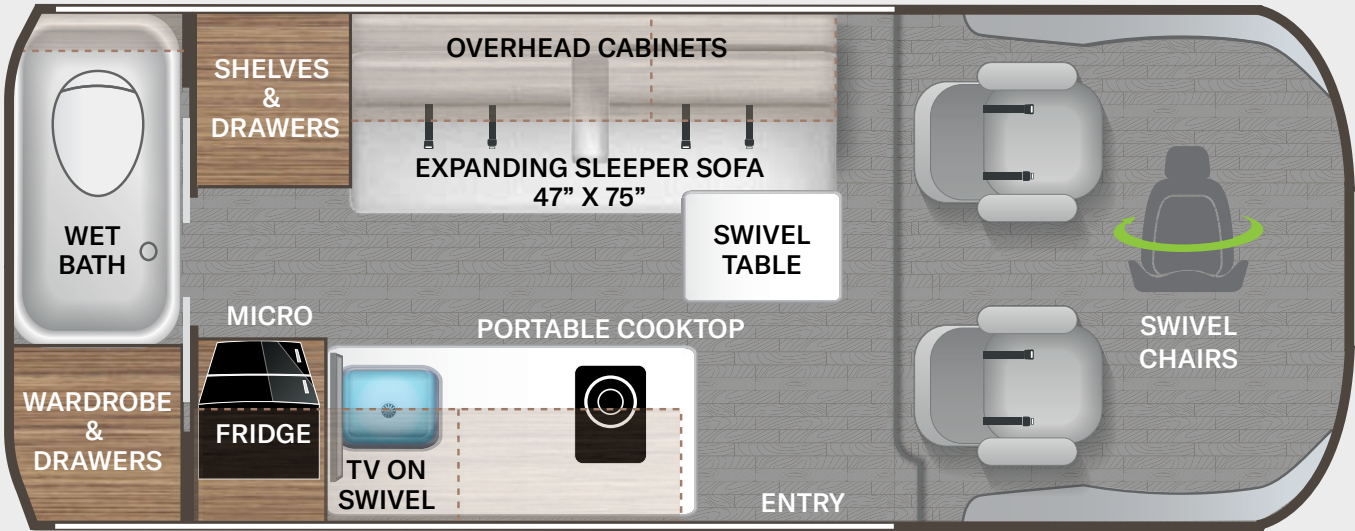 OVERHEAD CABINETS
SHELVES
&
DRAWERS
EXPANDING SLEEPER SOFA
47” X 75”
WET
BATH
SWIVEL
TABLE
MICRO
PORTABLE COOKTOP
SWIVEL
CHAIRS
WARDROBE
&
DRAWERS
FRIDGE
TV ON
SWIVEL
ENTRY